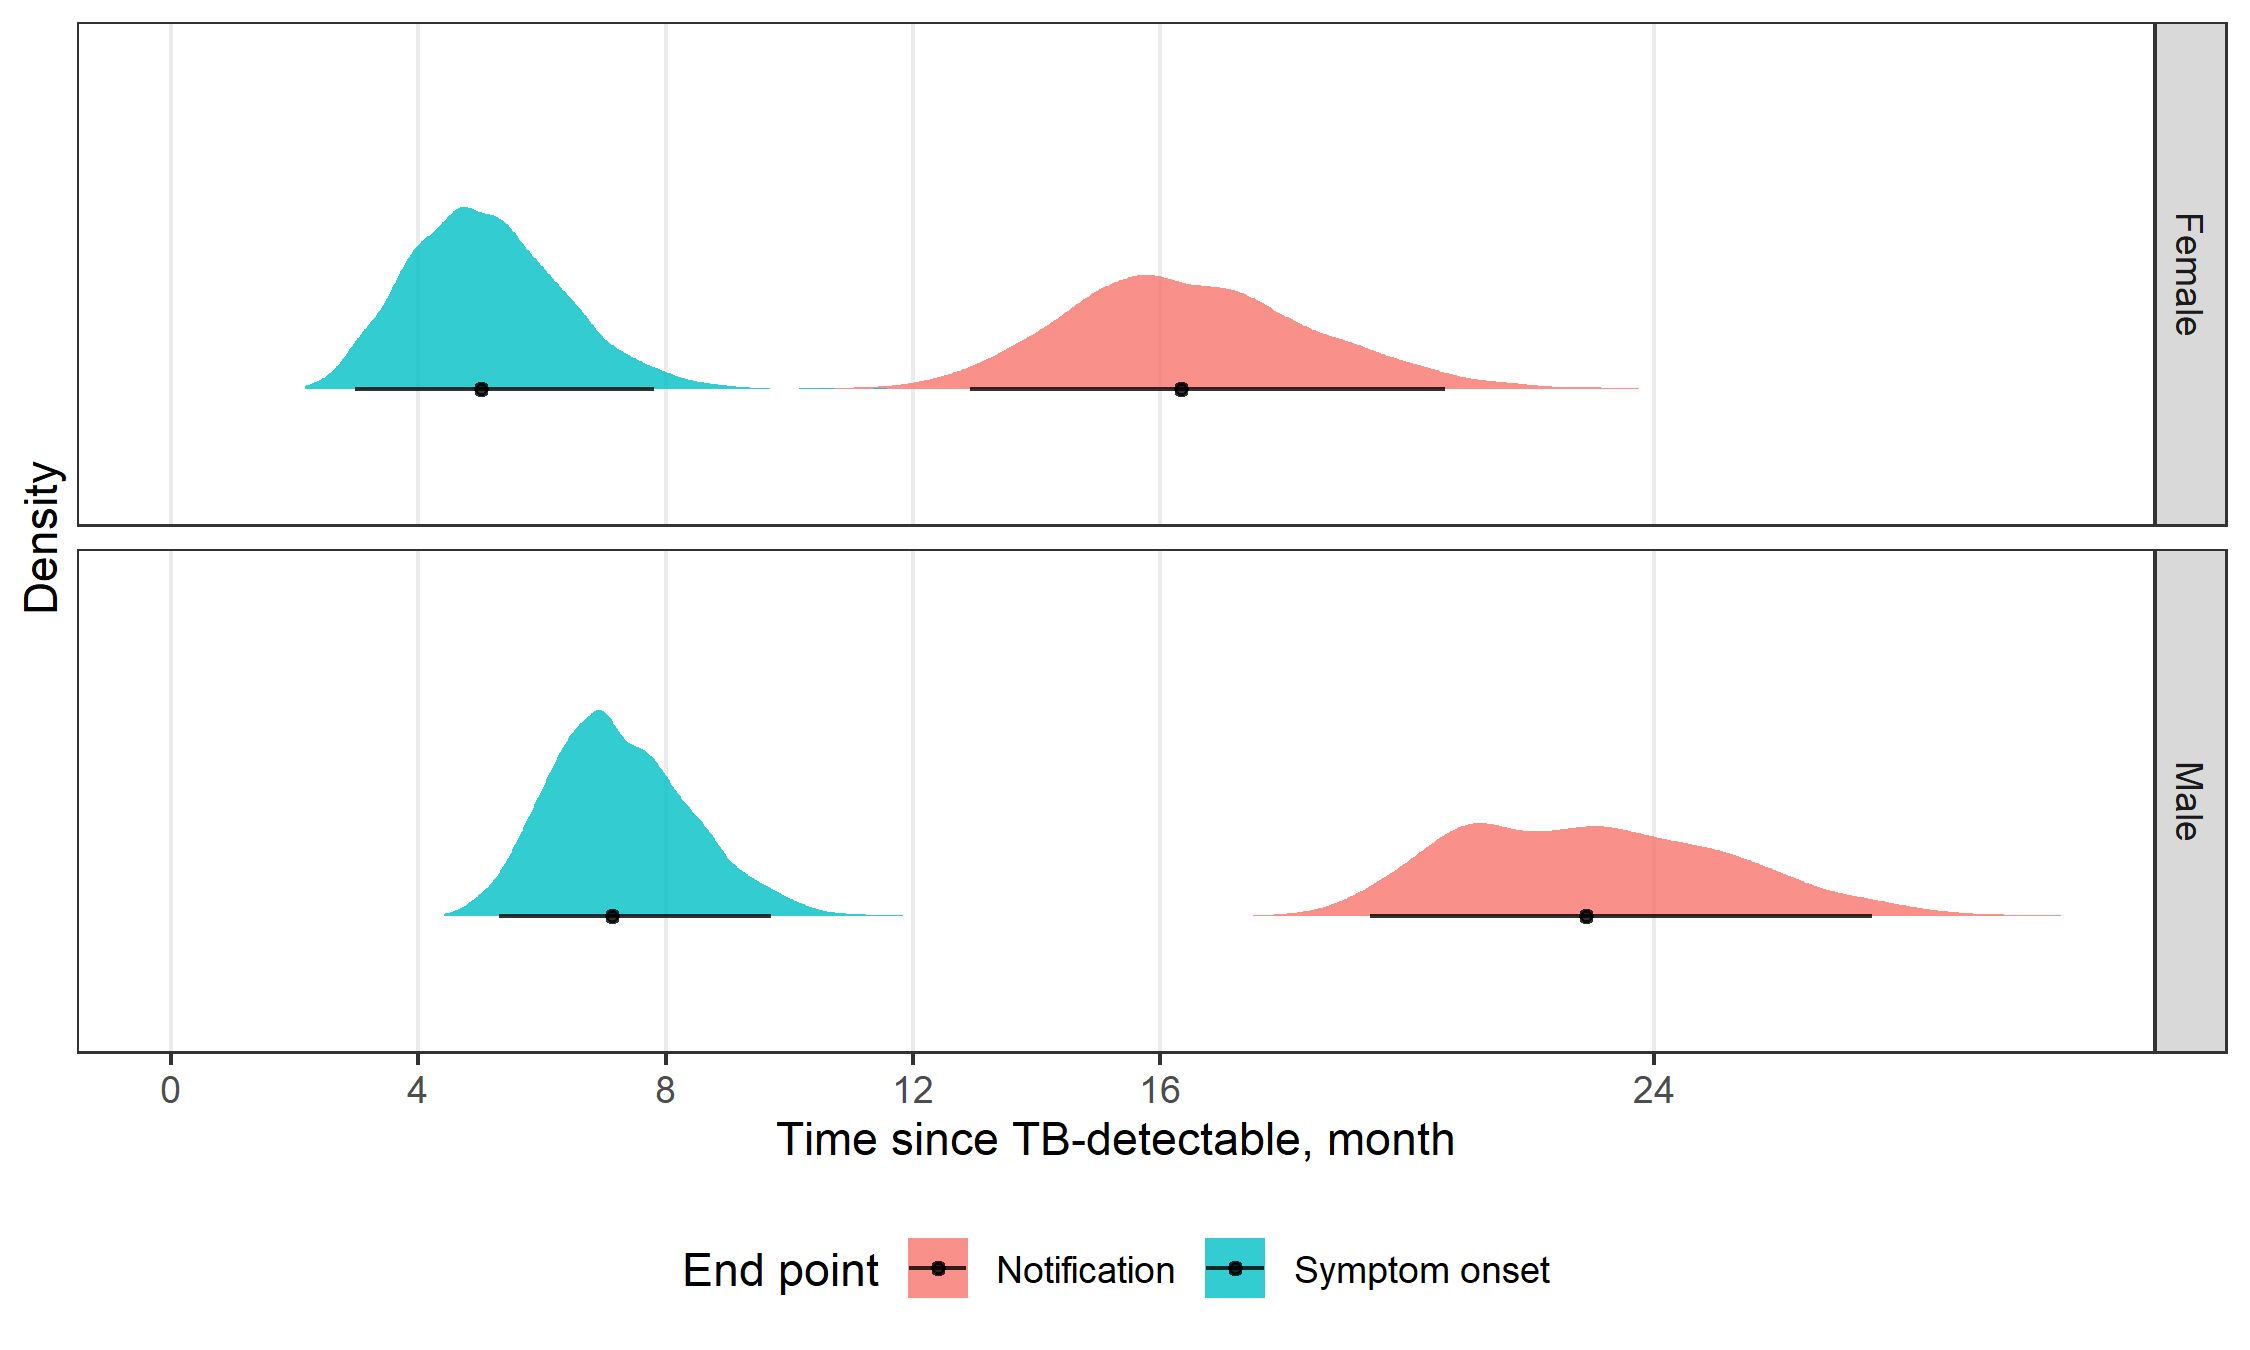 Density
Female
Male
0 4 8 12 16 24
Time since TB-detectable, month
End point Notification Symptom onset